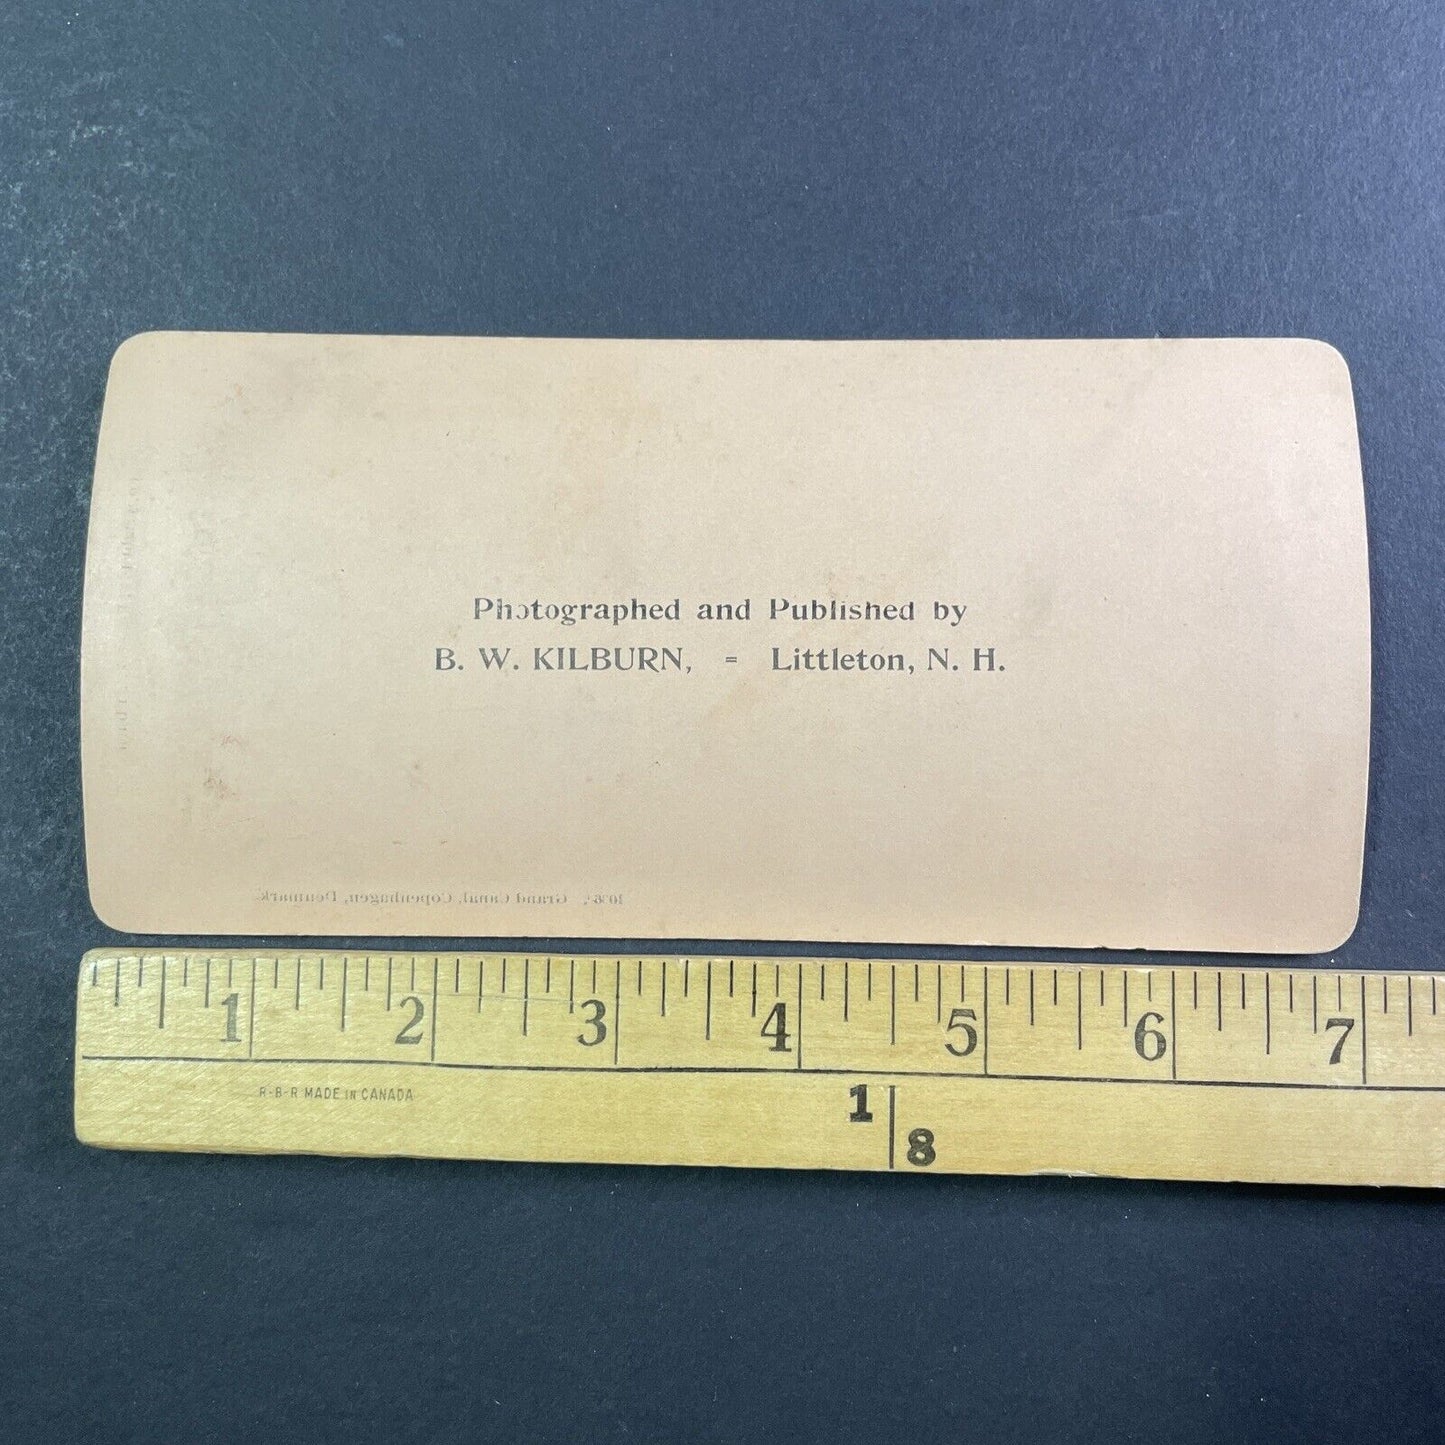 Photographed and Published by
B. W. KILBURN, = Littleton, N. H.
Grand Canal, Copenhagen, Denmark.
1 2 3 4 5 6 7
R-B-R MADE IN CANADA
1
8